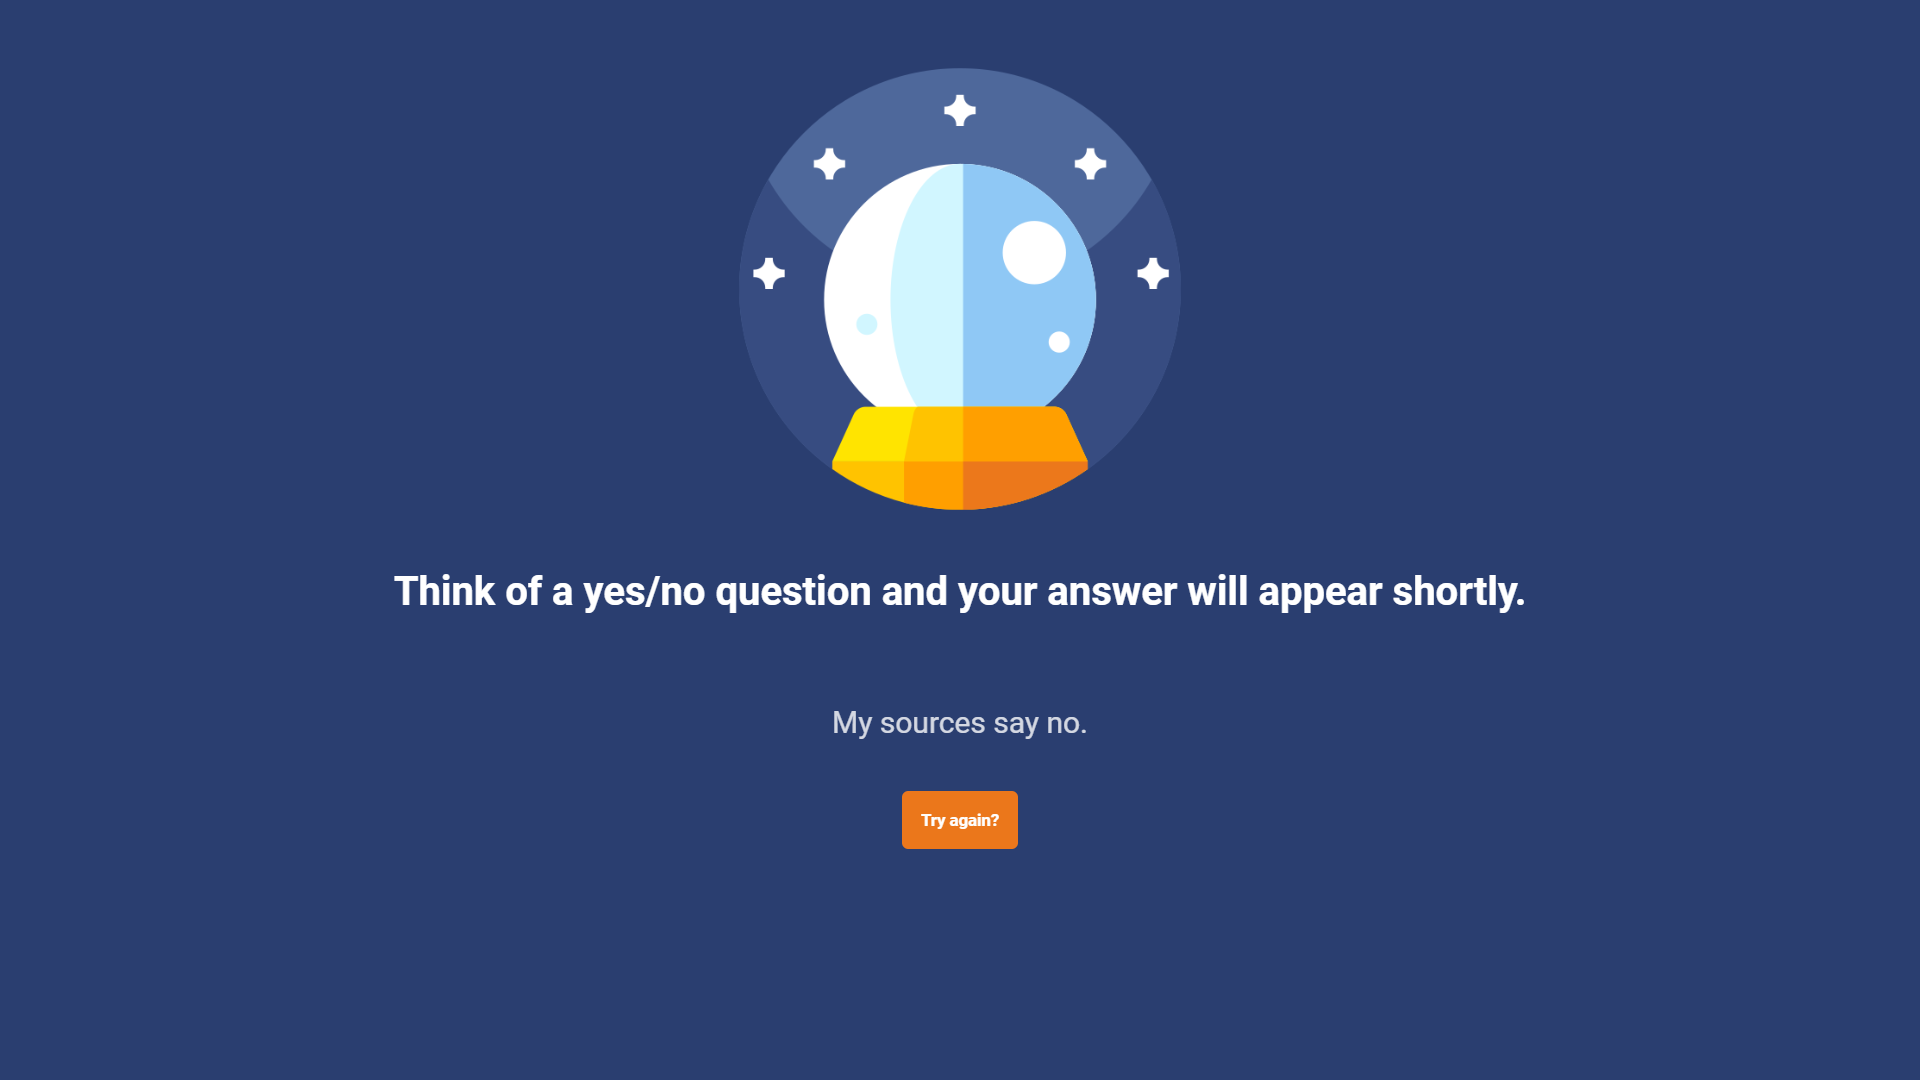 Think of a yes/no question and your answer will appear shortly.
My sources say no.
Try again?